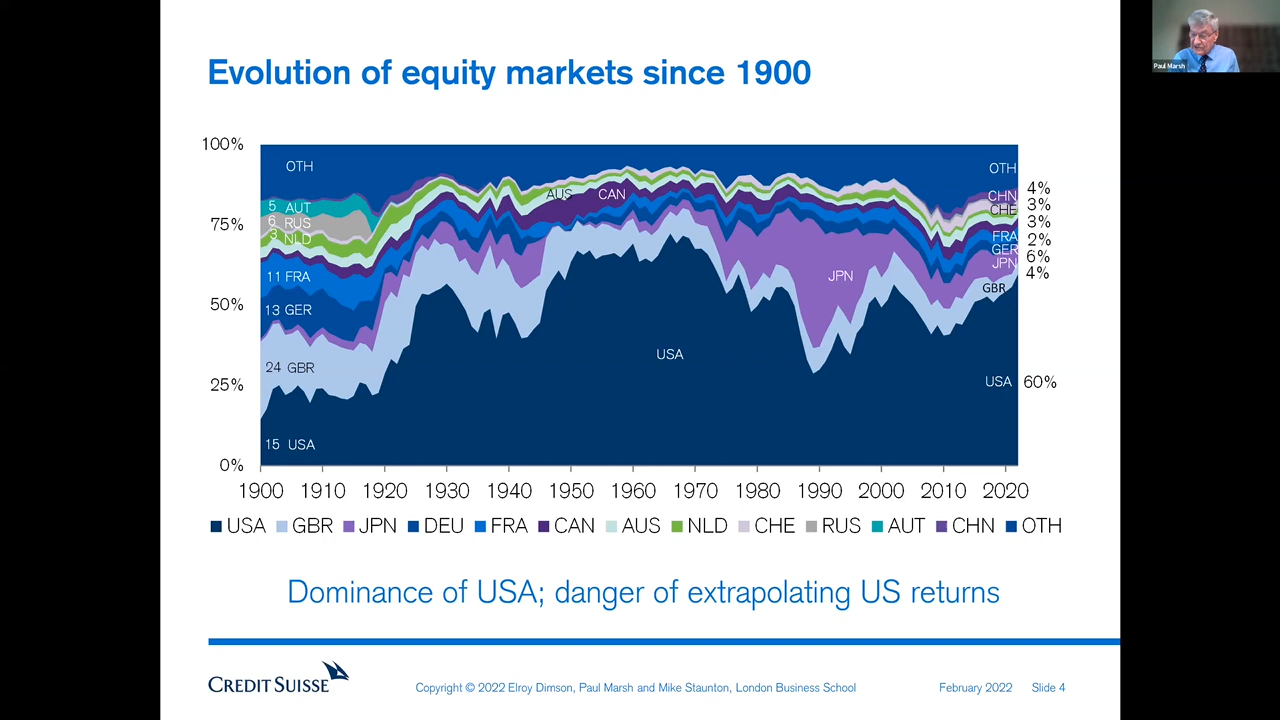 Paul Marsh
Evolution of equity markets since 1900
100%
75%
50%
25%
0%
OTH
5 AUT
6 RUS
3 NLD
11 FRA
13 GER
24 GBR
15 USA
AUS
CAN
USA
JPN
OTH
CHN
CHE
FRA
GER
JPN
GBR
USA
4%
3%
3%
2%
6%
4%
60%
1900 1910 1920 1930 1940 1950 1960 1970 1980 1990 2000 2010 2020
USA GBR JPN DEU FRA CAN AUS NLD CHE RUS AUT CHN OTH
Dominance of USA; danger of extrapolating US returns
CREDIT SUISSE
Copyright © 2022 Elroy Dimson, Paul Marsh and Mike Staunton, London Business School
February 2022 Slide 4